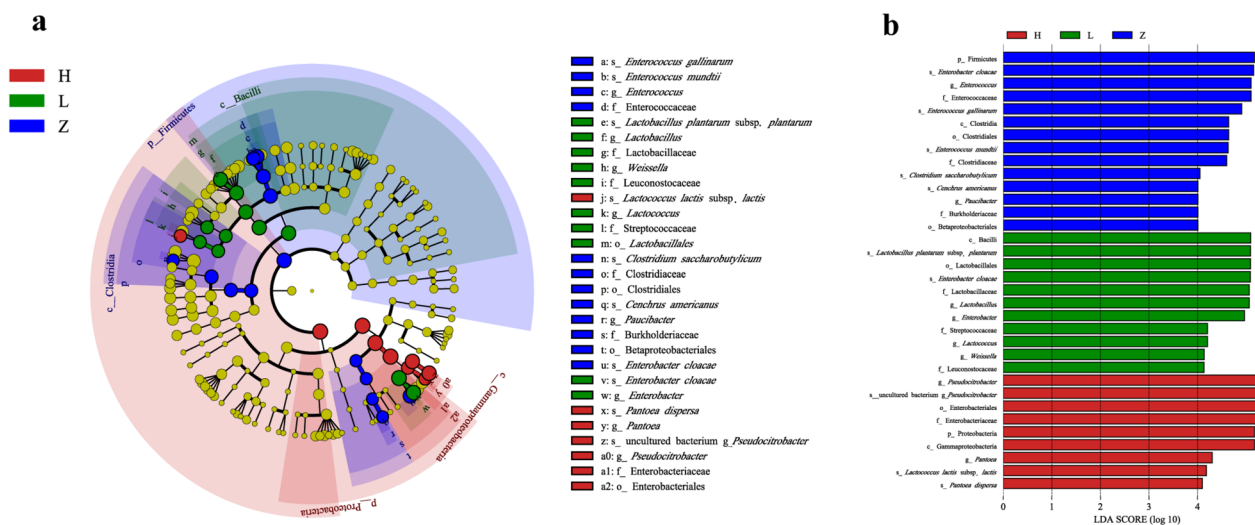 a
H
L
Z
p__Firmicutes
c__Bacilli
d
c
m
g
f
l
k
h
i
c__Clostridia
p
o
c__Gammaproteobacteria
a0
y
a1
a2
w
r
s
t
p__Proteobacteria
a: s_ Enterococcus gallinarum
b: s_ Enterococcus mundtii
c: g_ Enterococcus
d: f_ Enterococcaceae
e: s_ Lactobacillus plantarum subsp. plantarum
f: g_ Lactobacillus
g: f_ Lactobacillaceae
h: g_ Weissella
i: f_ Leuconostocaceae
j: s_ Lactococcus lactis subsp. lactis
k: g_ Lactococcus
l: f_ Streptococcaceae
m: o_ Lactobacillales
n: s_ Clostridium saccharobutylicum
o: f_ Clostridiaceae
p: o_ Clostridiales
q: s_ Cenchrus americanus
r: g_ Paucibacter
s: f_ Burkholderiaceae
t: o_ Betaproteobacteriales
u: s_ Enterobacter cloacae
v: s_ Enterobacter cloacae
w: g_ Enterobacter
x: s_ Pantoea dispersa
y: g_ Pantoea
z: s_ uncultured bacterium g_Pseudocitrobacter
a0: g_ Pseudocitrobacter
a1: f_ Enterobacteriaceae
a2: o_ Enterobacteriales
b
H L Z
p_ Firmicutes
s_ Enterobacter cloacae
g_ Enterococcus
f_ Enterococcaceae
s_ Enterococcus gallinarum
c_ Clostridia
o_ Clostridiales
s_ Enterococcus mundtii
f_ Clostridiaceae
s_ Clostridium saccharobutylicum
s_ Cenchrus americanus
g_ Paucibacter
f_ Burkholderiaceae
o_ Betaproteobacteriales
c_ Bacilli
s_ Lactobacillus plantarum subsp_ plantarum
o_ Lactobacillales
s_ Enterobacter cloacae
f_ Lactobacillaceae
g_ Lactobacillus
g_ Enterobacter
f_ Streptococcaceae
g_ Lactococcus
g_ Weissella
f_ Leuconostocaceae
g_ Pseudocitrobacter
s__uncultured bacterium g_Pseudocitrobacter
o_ Enterobacteriales
f_ Enterobacteriaceae
p_ Proteobacteria
c_ Gammaproteobacteria
g_ Pantoea
s_ Lactococcus lactis subsp_ lactis
s_ Pantoea dispersa
0 1 2 3 4
LDA SCORE (log 10)